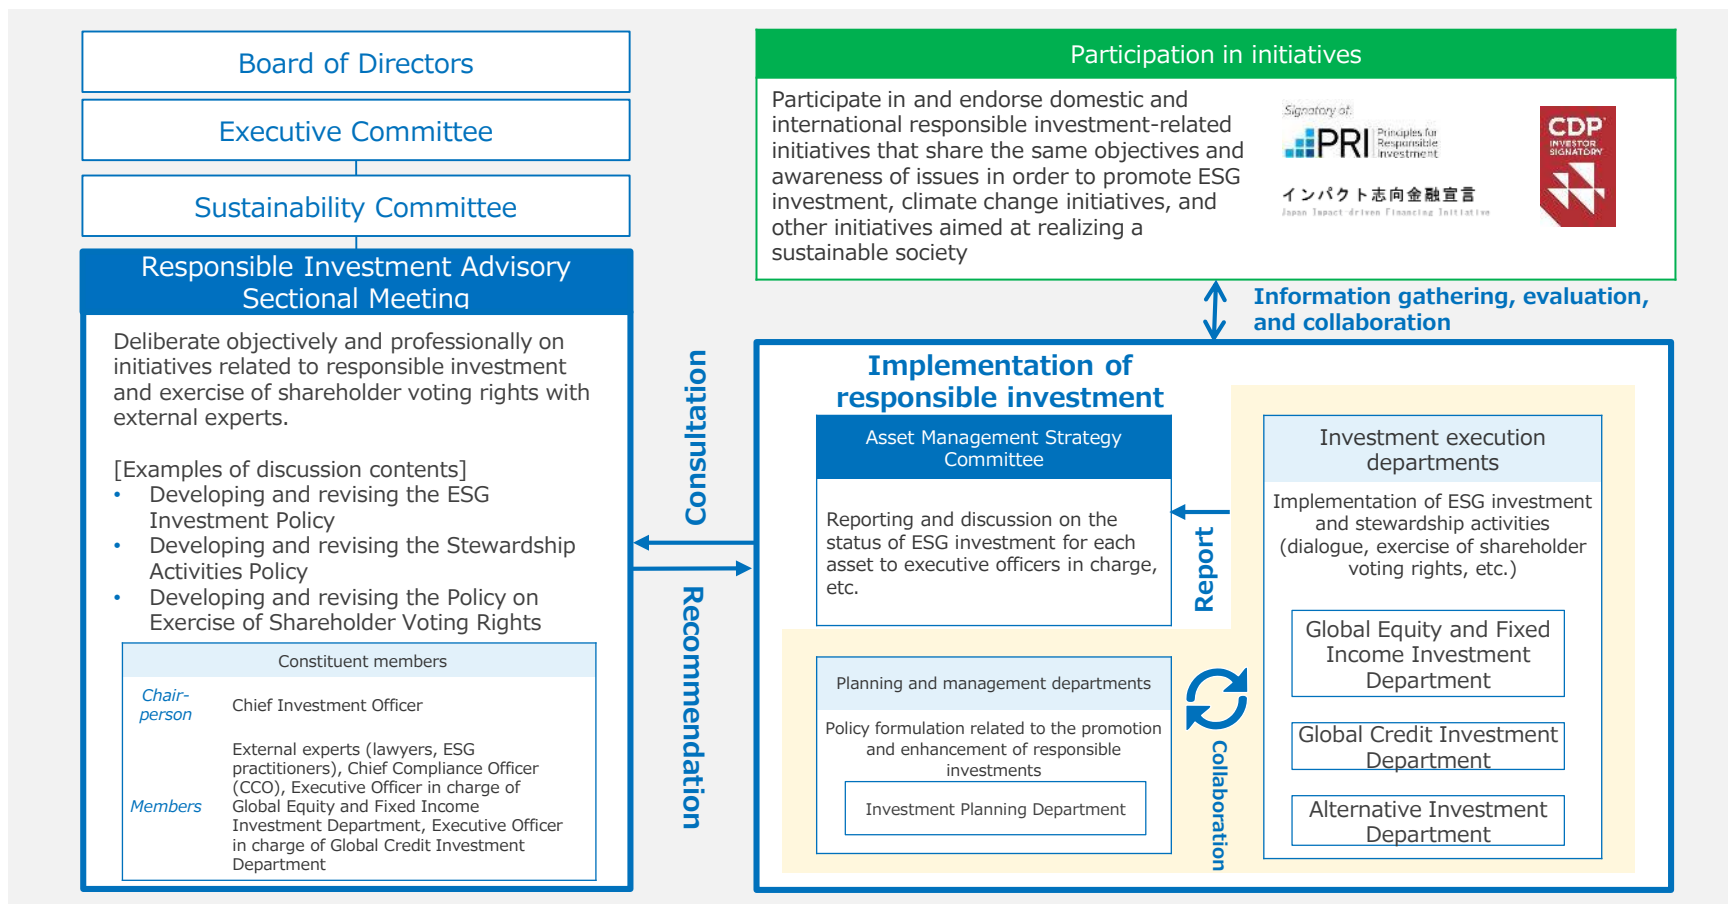 Board of Directors
Executive Committee
Sustainability Committee
Responsible Investment Advisory
Sectional Meeting
Deliberate objectively and professionally on
initiatives related to responsible investment
and exercise of shareholder voting rights with
external experts.
[Examples of discussion contents]
• Developing and revising the ESG
Investment Policy
• Developing and revising the Stewardship
Activities Policy
• Developing and revising the Policy on
Exercise of Shareholder Voting Rights
Constituent members
Chair-
person
Chief Investment Officer
Members
External experts (lawyers, ESG
practitioners), Chief Compliance Officer
(CCO), Executive Officer in charge of
Global Equity and Fixed Income
Investment Department, Executive Officer
in charge of Global Credit Investment
Department
Consultation
Recommendation
Participation in initiatives
Participate in and endorse domestic and
international responsible investment-related
initiatives that share the same objectives and
awareness of issues in order to promote ESG
investment, climate change initiatives, and
other initiatives aimed at realizing a
sustainable society
Signatory of:
PRI
Principles for
Responsible
Investment
インパクト志向金融宣言
Japan Impact-driven Financing Initiative
CDP
INVESTOR
SIGNATORY
Information gathering, evaluation,
and collaboration
Implementation of
responsible investment
Asset Management Strategy
Committee
Reporting and discussion on the
status of ESG investment for each
asset to executive officers in charge,
etc.
Report
Planning and management departments
Policy formulation related to the promotion
and enhancement of responsible
investments
Investment Planning Department
Collaboration
Investment execution
departments
Implementation of ESG investment
and stewardship activities
(dialogue, exercise of shareholder
voting rights, etc.)
Global Equity and Fixed
Income Investment
Department
Global Credit Investment
Department
Alternative Investment
Department